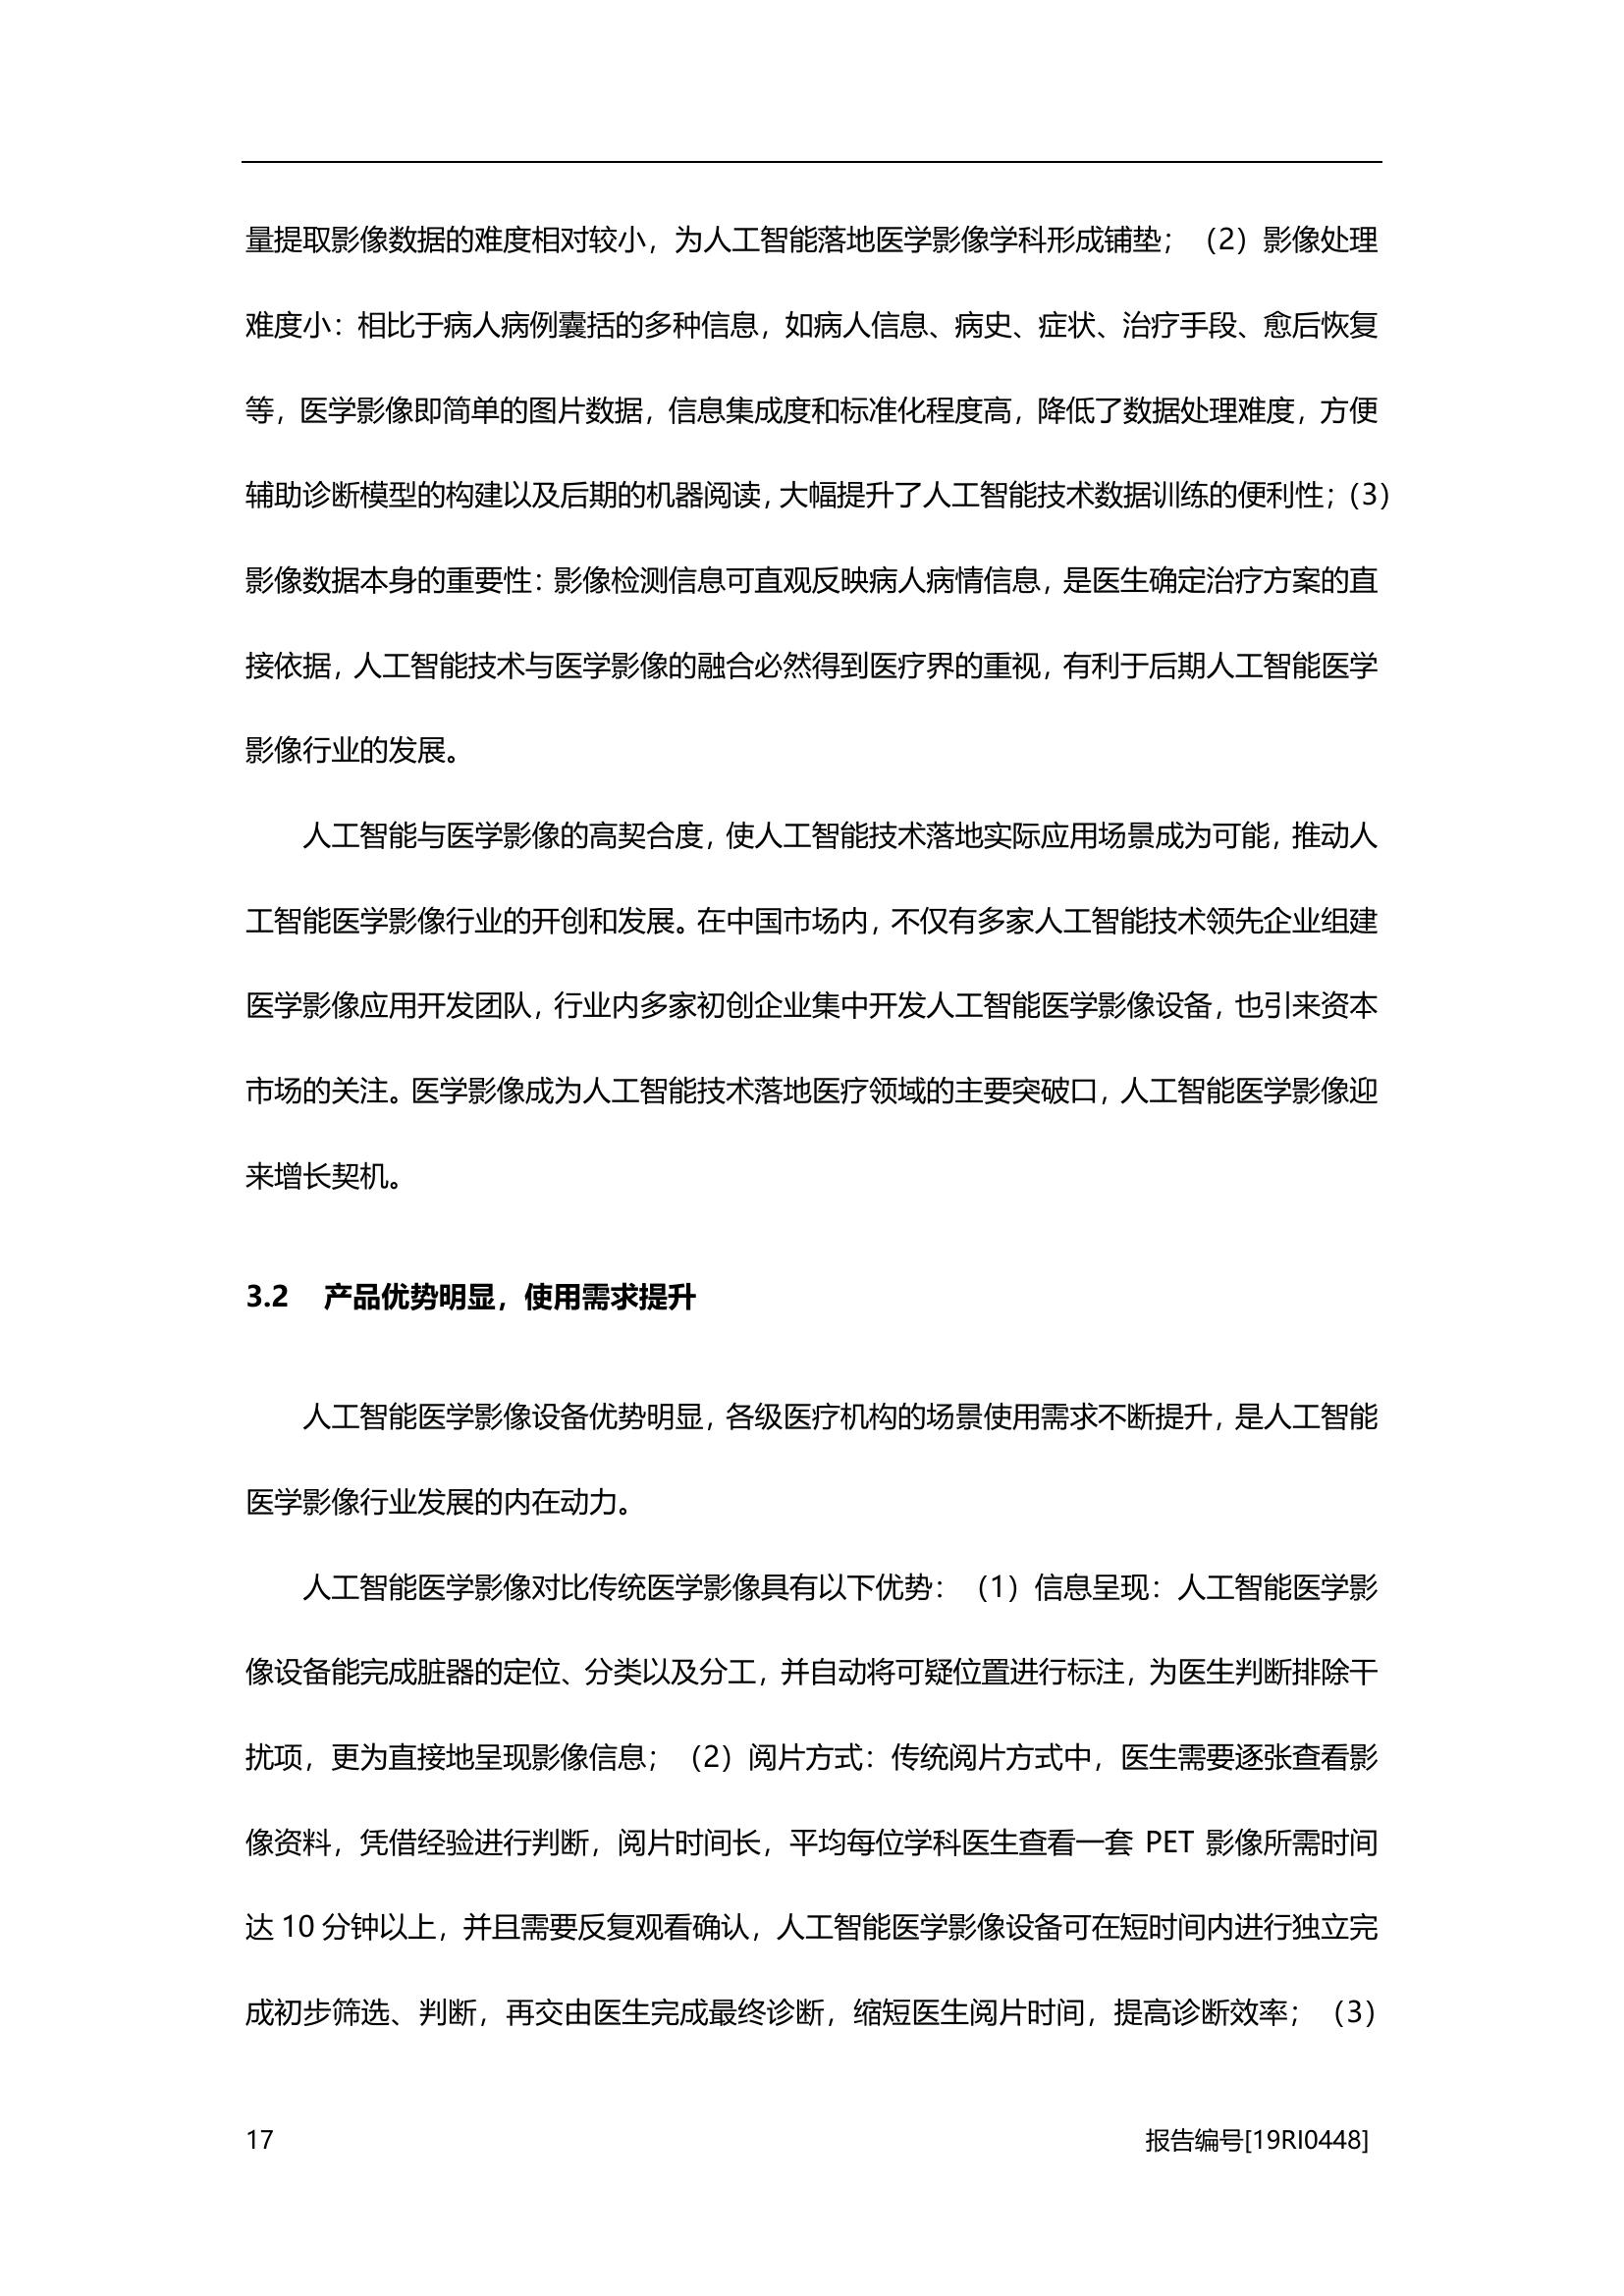 量提取影像数据的难度相对较小，为人工智能落地医学影像学科形成铺垫；（2）影像处理
难度小：相比于病人病例囊括的多种信息，如病人信息、病史、症状、治疗手段、愈后恢复
等，医学影像即简单的图片数据，信息集成度和标准化程度高，降低了数据处理难度，方便
辅助诊断模型的构建以及后期的机器阅读，大幅提升了人工智能技术数据训练的便利性；（3）
影像数据本身的重要性：影像检测信息可直观反映病人病情信息，是医生确定治疗方案的直
接依据，人工智能技术与医学影像的融合必然得到医疗界的重视，有利于后期人工智能医学
影像行业的发展。
人工智能与医学影像的高契合度，使人工智能技术落地实际应用场景成为可能，推动人
工智能医学影像行业的开创和发展。在中国市场内，不仅有多家人工智能技术领先企业组建
医学影像应用开发团队，行业内多家初创企业集中开发人工智能医学影像设备，也引来资本
市场的关注。医学影像成为人工智能技术落地医疗领域的主要突破口，人工智能医学影像迎
来增长契机。
3.2 产品优势明显，使用需求提升
人工智能医学影像设备优势明显，各级医疗机构的场景使用需求不断提升，是人工智能
医学影像行业发展的内在动力。
人工智能医学影像对比传统医学影像具有以下优势：（1）信息呈现：人工智能医学影
像设备能完成脏器的定位、分类以及分工，并自动将可疑位置进行标注，为医生判断排除干
扰项，更为直接地呈现影像信息；（2）阅片方式：传统阅片方式中，医生需要逐张查看影
像资料，凭借经验进行判断，阅片时间长，平均每位学科医生查看一套 PET 影像所需时间
达 10 分钟以上，并且需要反复观看确认，人工智能医学影像设备可在短时间内进行独立完
成初步筛选、判断，再交由医生完成最终诊断，缩短医生阅片时间，提高诊断效率；（3）
17 报告编号[19RI0448]